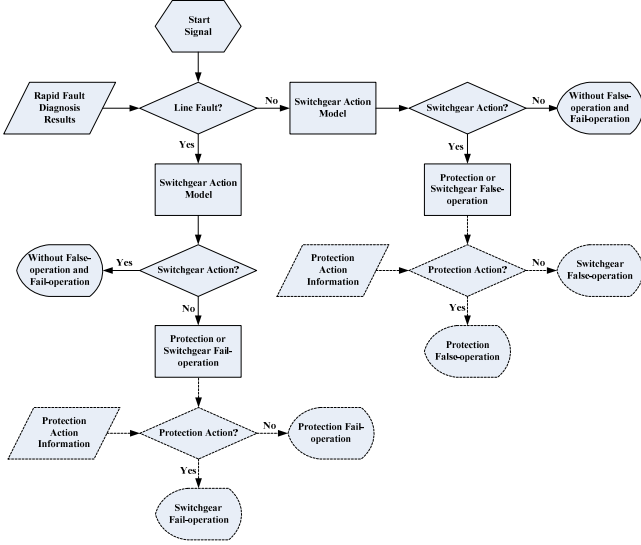 Start
Signal
Rapid Fault
Diagnosis
Results
Line Fault?
No
Switchgear Action
Model
Switchgear Action?
No
Without False-
operation and
Fail-operation
Yes
Yes
Switchgear Action
Model
Protection or
Switchgear False-
operation
Without False-
operation and
Fail-operation
Yes
Switchgear Action?
Protection
Action
Information
Protection Action?
No
Switchgear
False-operation
No
Yes
Protection or
Switchgear Fail-
operation
Protection
False-operation
Protection
Action
Information
Protection Action?
No
Protection Fail-
operation
Yes
Switchgear
Fail-operation